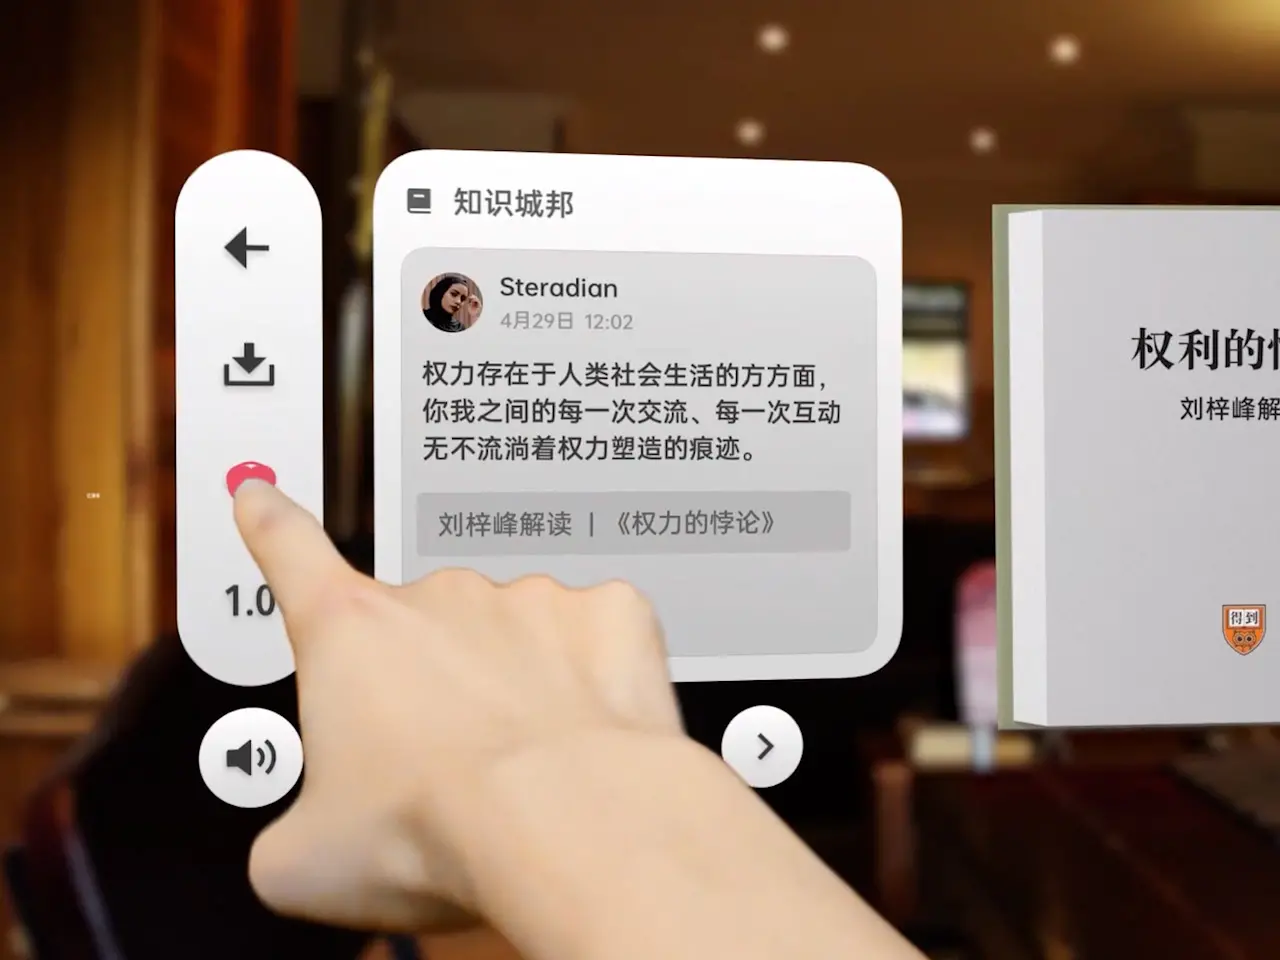 知识城邦
Steradian
4月29日 12:02
权力存在于人类社会生活的方方面，
你我之间的每一次交流、每一次互动
无不流淌着权力塑造的痕迹。
刘梓峰解读 | 《权力的悖论》
1.0
权利的
刘梓峰解
得到